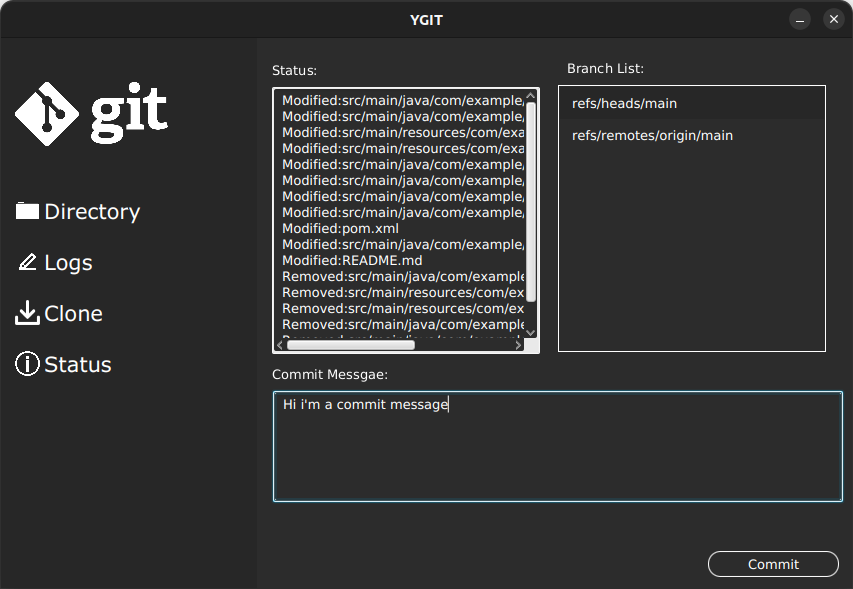 YGIT
git
Directory
Logs
Clone
Status
Status:
Modified:src/main/java/com/example/
Modified:src/main/java/com/example/
Modified:src/main/resources/com/exa
Modified:src/main/resources/com/exa
Modified:src/main/java/com/example/
Modified:src/main/java/com/example/
Modified:src/main/java/com/example/
Modified:src/main/java/com/example/
Modified:pom.xml
Modified:src/main/java/com/example/
Modified:README.md
Removed:src/main/java/com/example
Removed:src/main/resources/com/ex
Removed:src/main/resources/com/ex
Removed:src/main/java/com/example
Branch List:
refs/heads/main
refs/remotes/origin/main
Commit Messgae:
Hi i'm a commit message
Commit